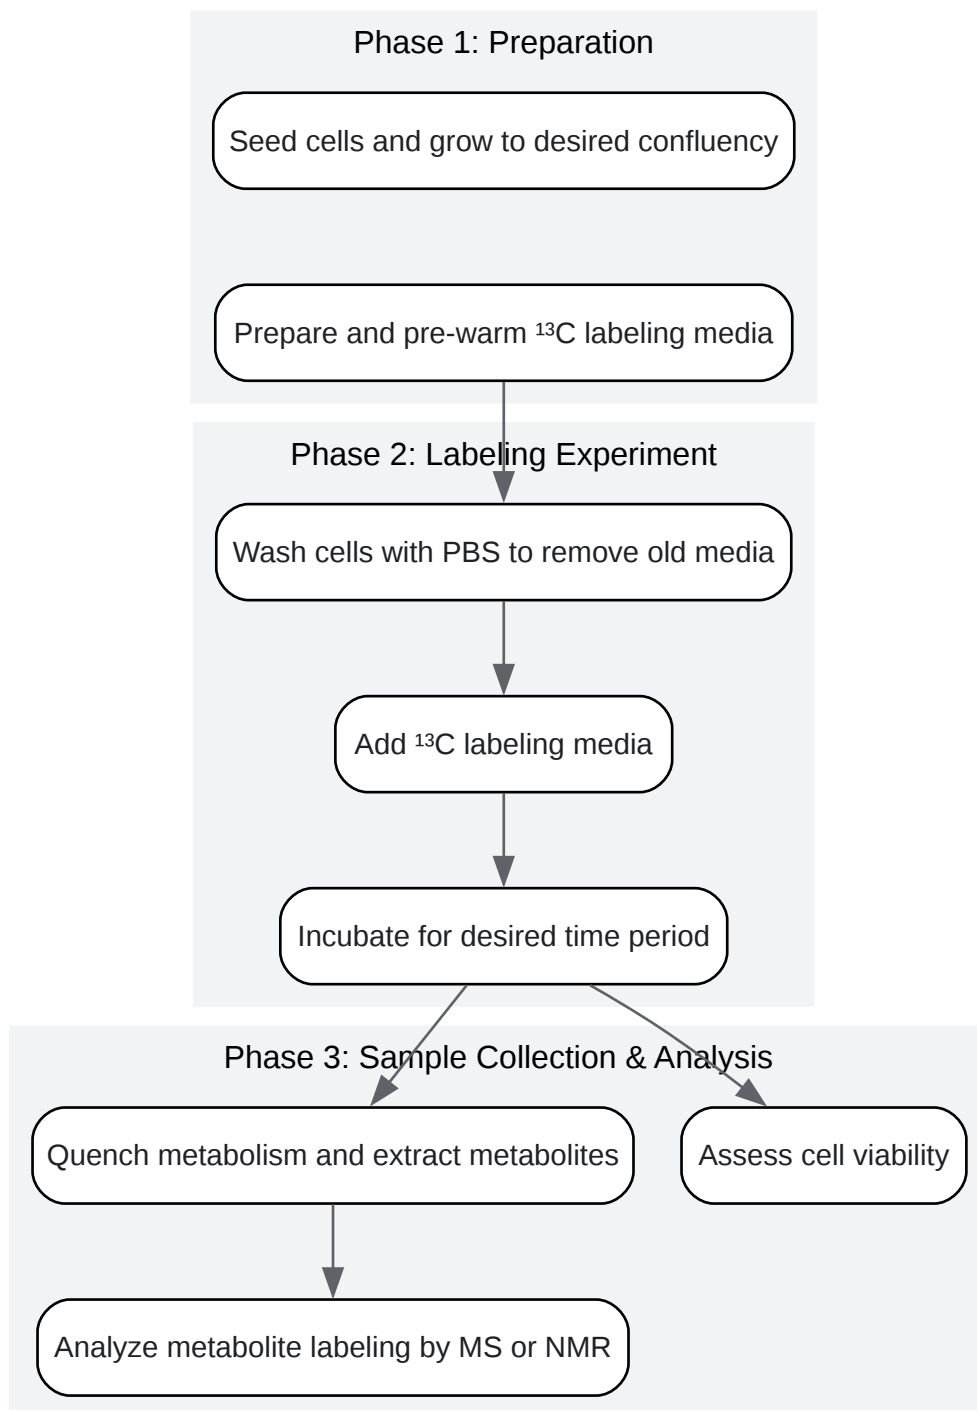 Phase 1: Preparation
Seed cells and grow to desired confluency
Prepare and pre-warm ¹³C labeling media
Phase 2: Labeling Experiment
Wash cells with PBS to remove old media
Add ¹³C labeling media
Incubate for desired time period
Phase 3: Sample Collection & Analysis
Quench metabolism and extract metabolites
Assess cell viability
Analyze metabolite labeling by MS or NMR